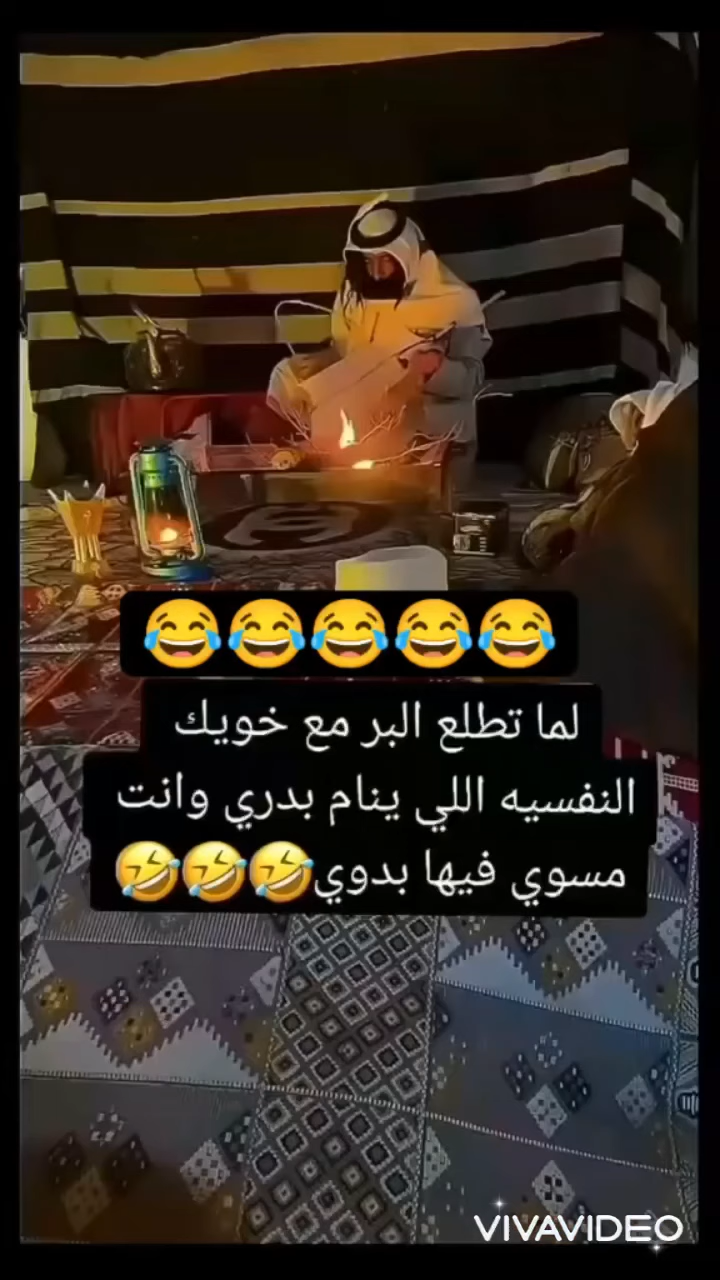 😂😂😂😂😂
لما تطلع البر مع خويك
النفسيه اللي ينام بدري وانت
مسوي فيها بدوي🤣🤣🤣
VIVAVIDEO